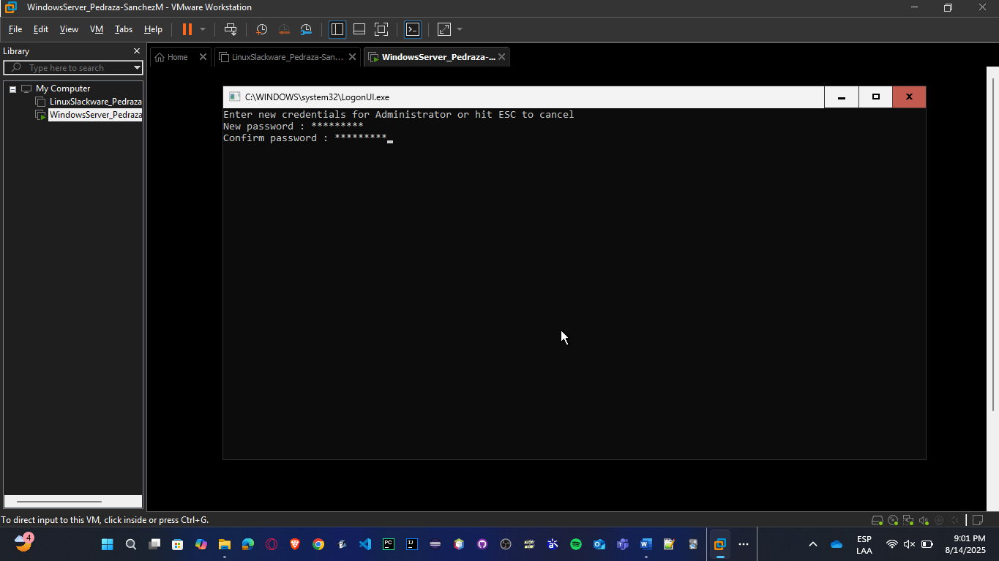 WindowsServer_Pedraza-SanchezM - VMware Workstation
File Edit View VM Tabs Help
Library
Type here to search
My Computer
LinuxSlackware_Pedraza
WindowsServer_Pedraza
Home LinuxSlackware_Pedraza-San... WindowsServer_Pedraza-...
C:\WINDOWS\system32\LogonUI.exe
Enter new credentials for Administrator or hit ESC to cancel
New password : *********
Confirm password : *********
To direct input to this VM, click inside or press Ctrl+G.
4
PC
IJ
ESP
LAA
9:01 PM
8/14/2025